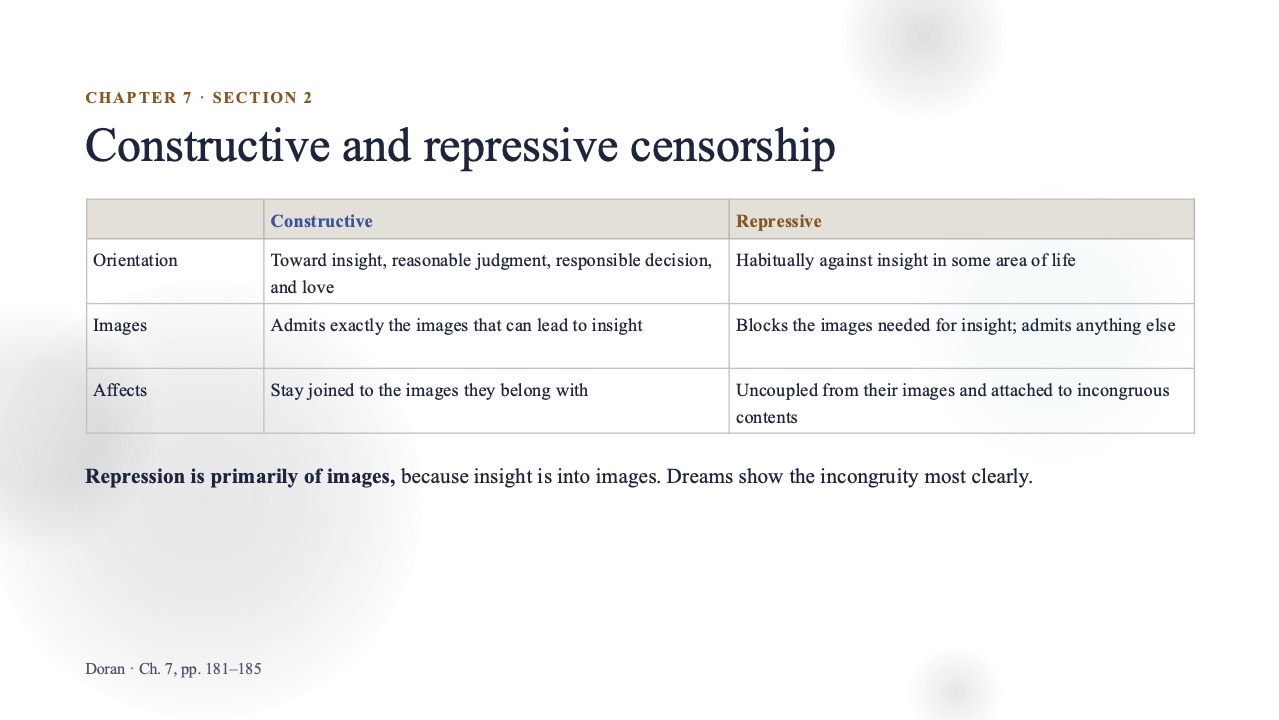 CHAPTER 7 · SECTION 2
Constructive and repressive censorship
Constructive
Repressive
Orientation
Toward insight, reasonable judgment, responsible decision,
and love
Habitually against insight in some area of life
Images
Admits exactly the images that can lead to insight
Blocks the images needed for insight; admits anything else
Affects
Stay joined to the images they belong with
Uncoupled from their images and attached to incongruous
contents
Repression is primarily of images, because insight is into images. Dreams show the incongruity most clearly.
Doran · Ch. 7, pp. 181–185